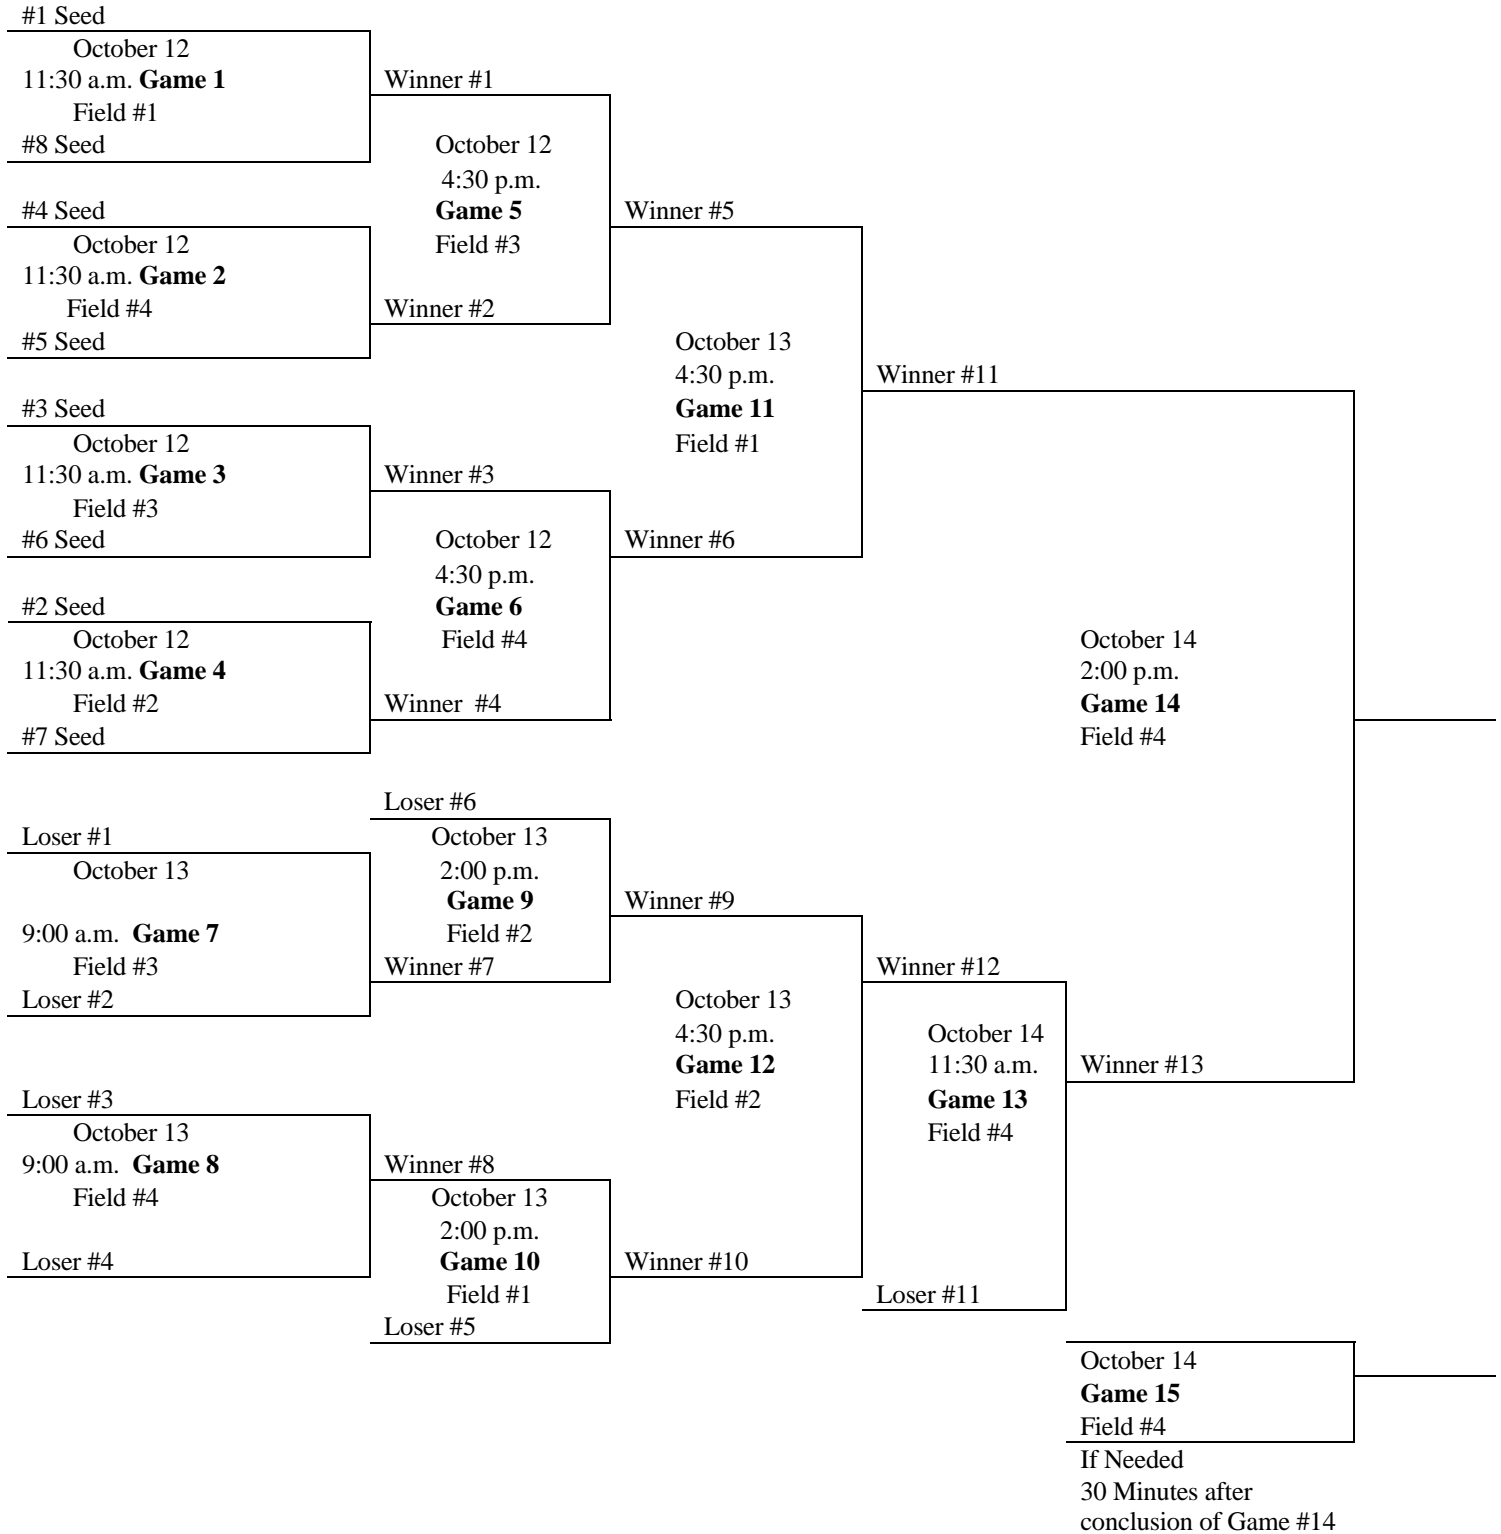 #1 Seed
October 12
11:30 a.m. Game 1
Field #1
#8 Seed
#4 Seed
October 12
11:30 a.m. Game 2
Field #4
#5 Seed
#3 Seed
October 12
11:30 a.m. Game 3
Field #3
#6 Seed
#2 Seed
October 12
11:30 a.m. Game 4
Field #2
#7 Seed
Loser #1
October 13
9:00 a.m. Game 7
Field #3
Loser #2
Loser #3
October 13
9:00 a.m. Game 8
Field #4
Loser #4
Winner #1
October 12
4:30 p.m.
Game 5
Field #3
Winner #2
Winner #3
October 12
4:30 p.m.
Game 6
Field #4
Winner #4
Loser #6
October 13
2:00 p.m.
Game 9
Field #2
Winner #7
Winner #8
October 13
2:00 p.m.
Game 10
Field #1
Loser #5
Winner #5
October 13
4:30 p.m.
Game 11
Field #1
Winner #6
Winner #9
October 13
4:30 p.m.
Game 12
Field #2
Winner #10
Winner #11
Winner #12
October 14
11:30 a.m.
Game 13
Field #4
Loser #11
October 14
2:00 p.m.
Game 14
Field #4
Winner #13
October 14
Game 15
Field #4
If Needed
30 Minutes after
conclusion of Game #14